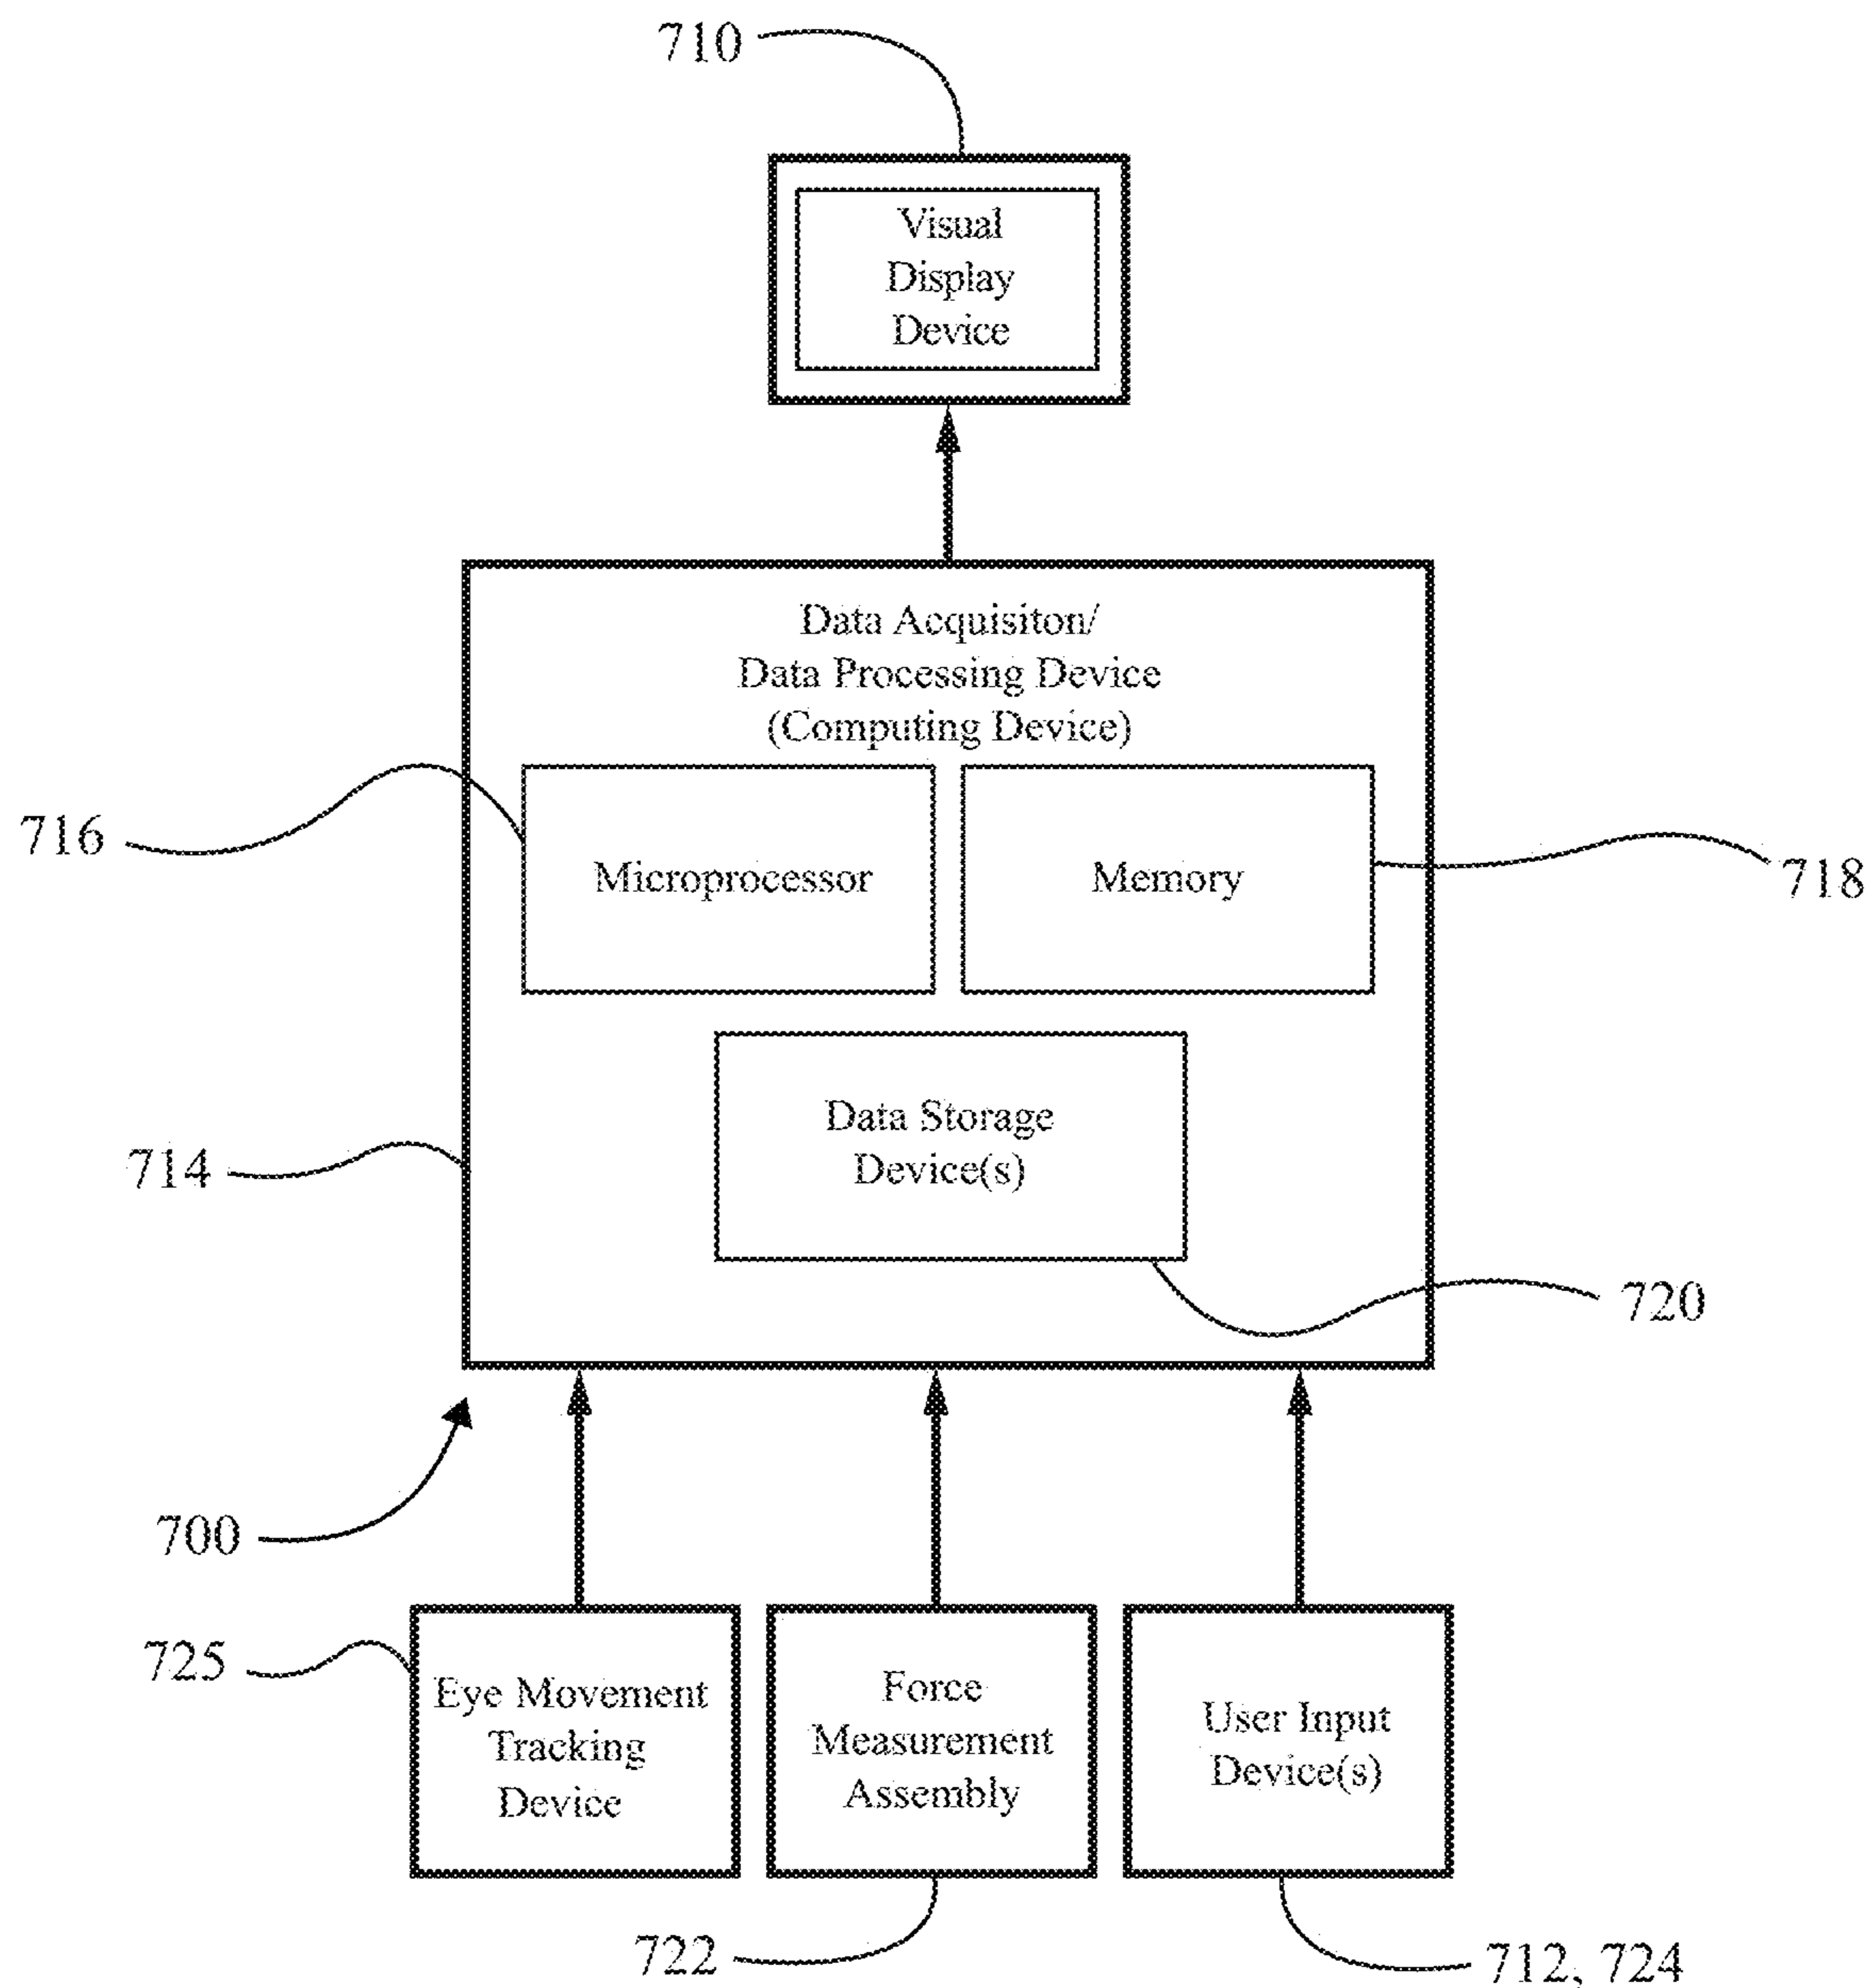 710
Visual
Display
Device
Data Acquisiton/
Data Processing Device
(Computing Device)
716
Microprocessor
Memory
718
714
Data Storage
Device(s)
720
700
725
Eye Movement
Tracking
Device
Force
Measurement
Assembly
User Input
Device(s)
722
712, 724